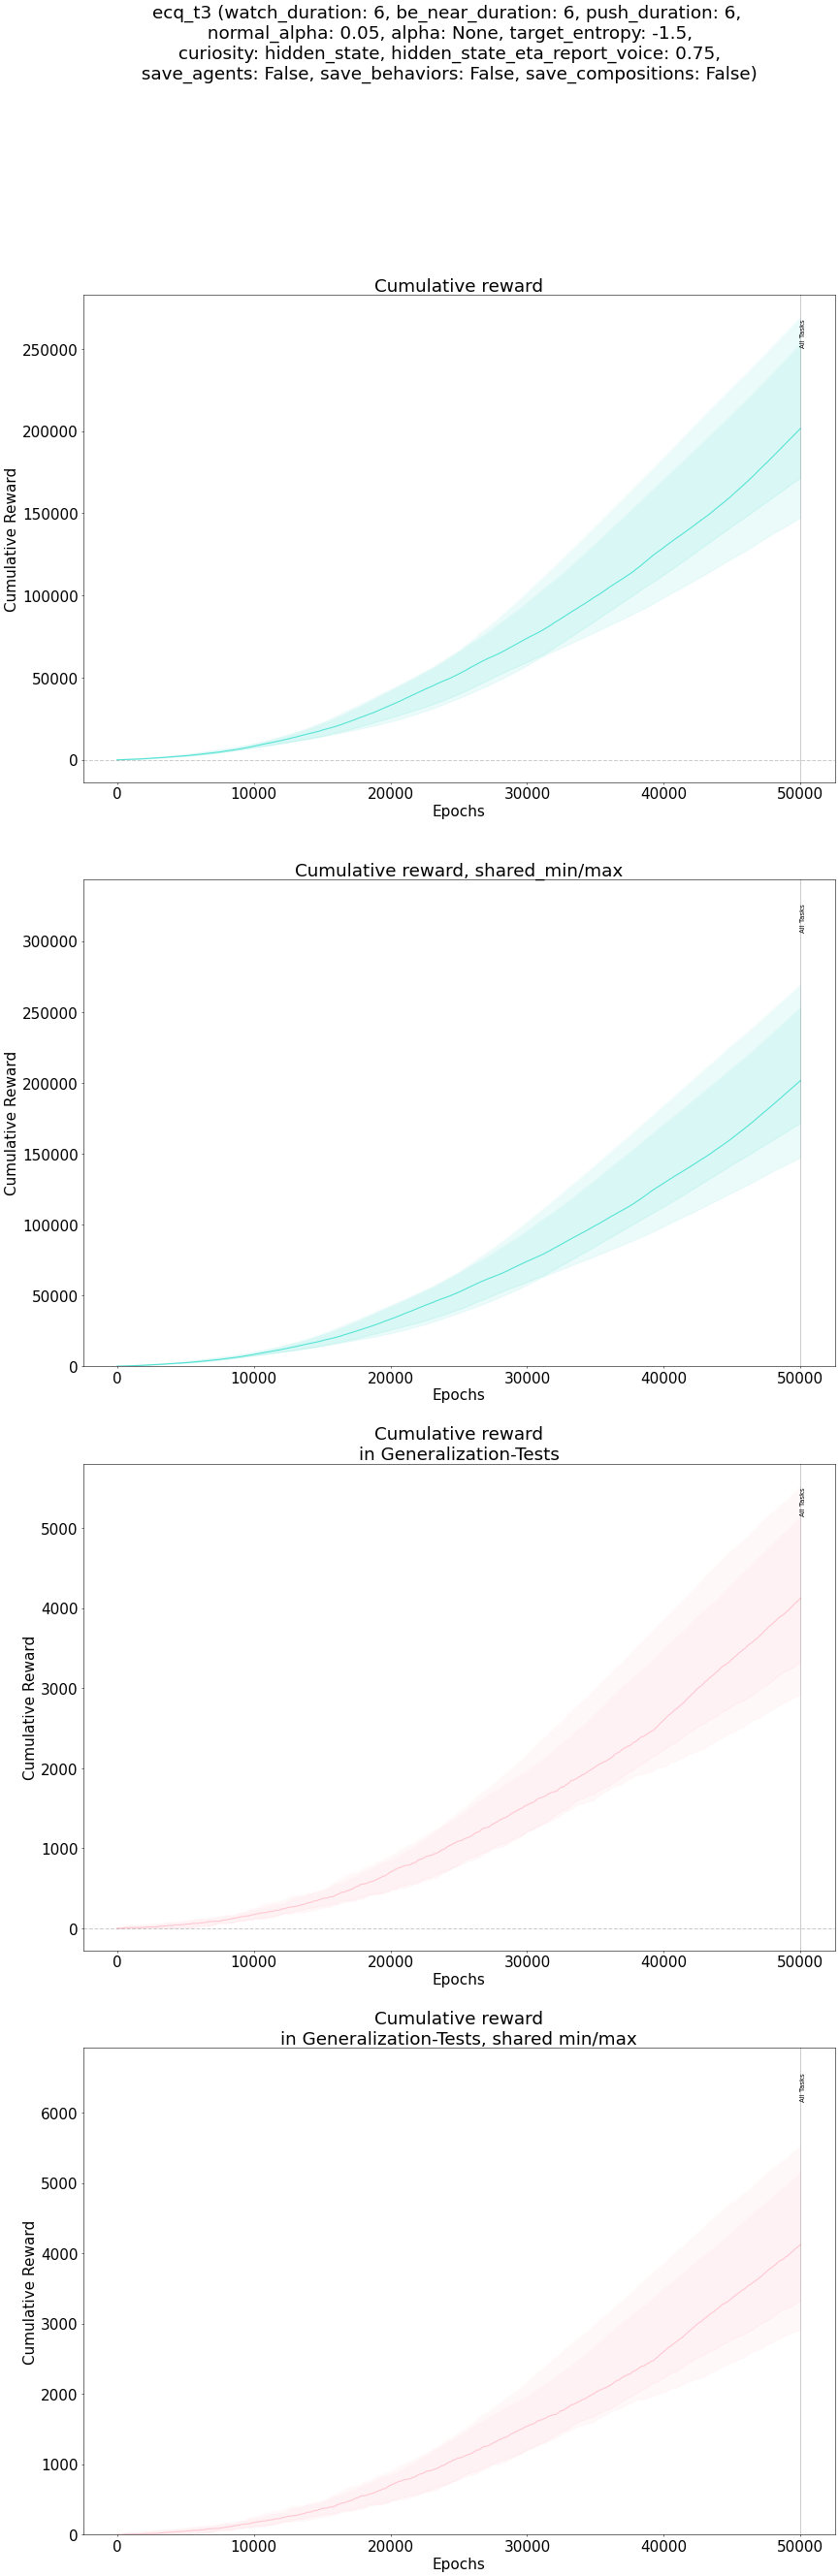 ecq_t3 (watch_duration: 6, be_near_duration: 6, push_duration: 6,
normal_alpha: 0.05, alpha: None, target_entropy: -1.5,
curiosity: hidden_state, hidden_state_eta_report_voice: 0.75,
save_agents: False, save_behaviors: False, save_compositions: False)
Cumulative reward
All Tasks
250000
200000
150000
100000
50000
0
Cumulative Reward
0 10000 20000 30000 40000 50000
Epochs
Cumulative reward, shared_min/max
All Tasks
300000
250000
200000
150000
100000
50000
0
Cumulative Reward
0 10000 20000 30000 40000 50000
Epochs
Cumulative reward
in Generalization-Tests
All Tasks
5000
4000
3000
2000
1000
0
Cumulative Reward
0 10000 20000 30000 40000 50000
Epochs
Cumulative reward
in Generalization-Tests, shared min/max
All Tasks
6000
5000
4000
3000
2000
1000
0
Cumulative Reward
0 10000 20000 30000 40000 50000
Epochs